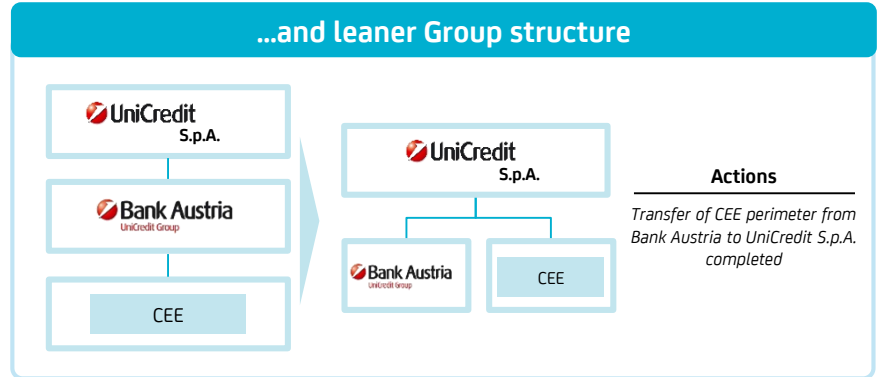 ...and leaner Group structure
UniCredit
S.p.A.
Bank Austria
UniCredit Group
CEE
UniCredit
S.p.A.
Bank Austria
UniCredit Group
CEE
Actions
Transfer of CEE perimeter from
Bank Austria to UniCredit S.p.A.
completed